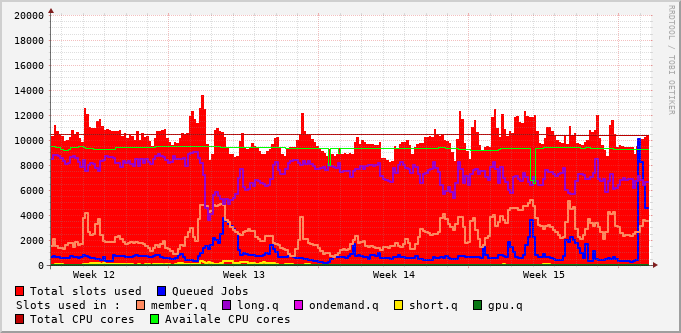 20000
18000
16000
14000
12000
10000
8000
6000
4000
2000
0
Week 12 Week 13 Week 14 Week 15
Total slots used Queued Jobs
Slots used in : member.q long.q ondemand.q short.q gpu.q
Total CPU cores Availale CPU cores
RRDTOOL / TOBI OETIKER